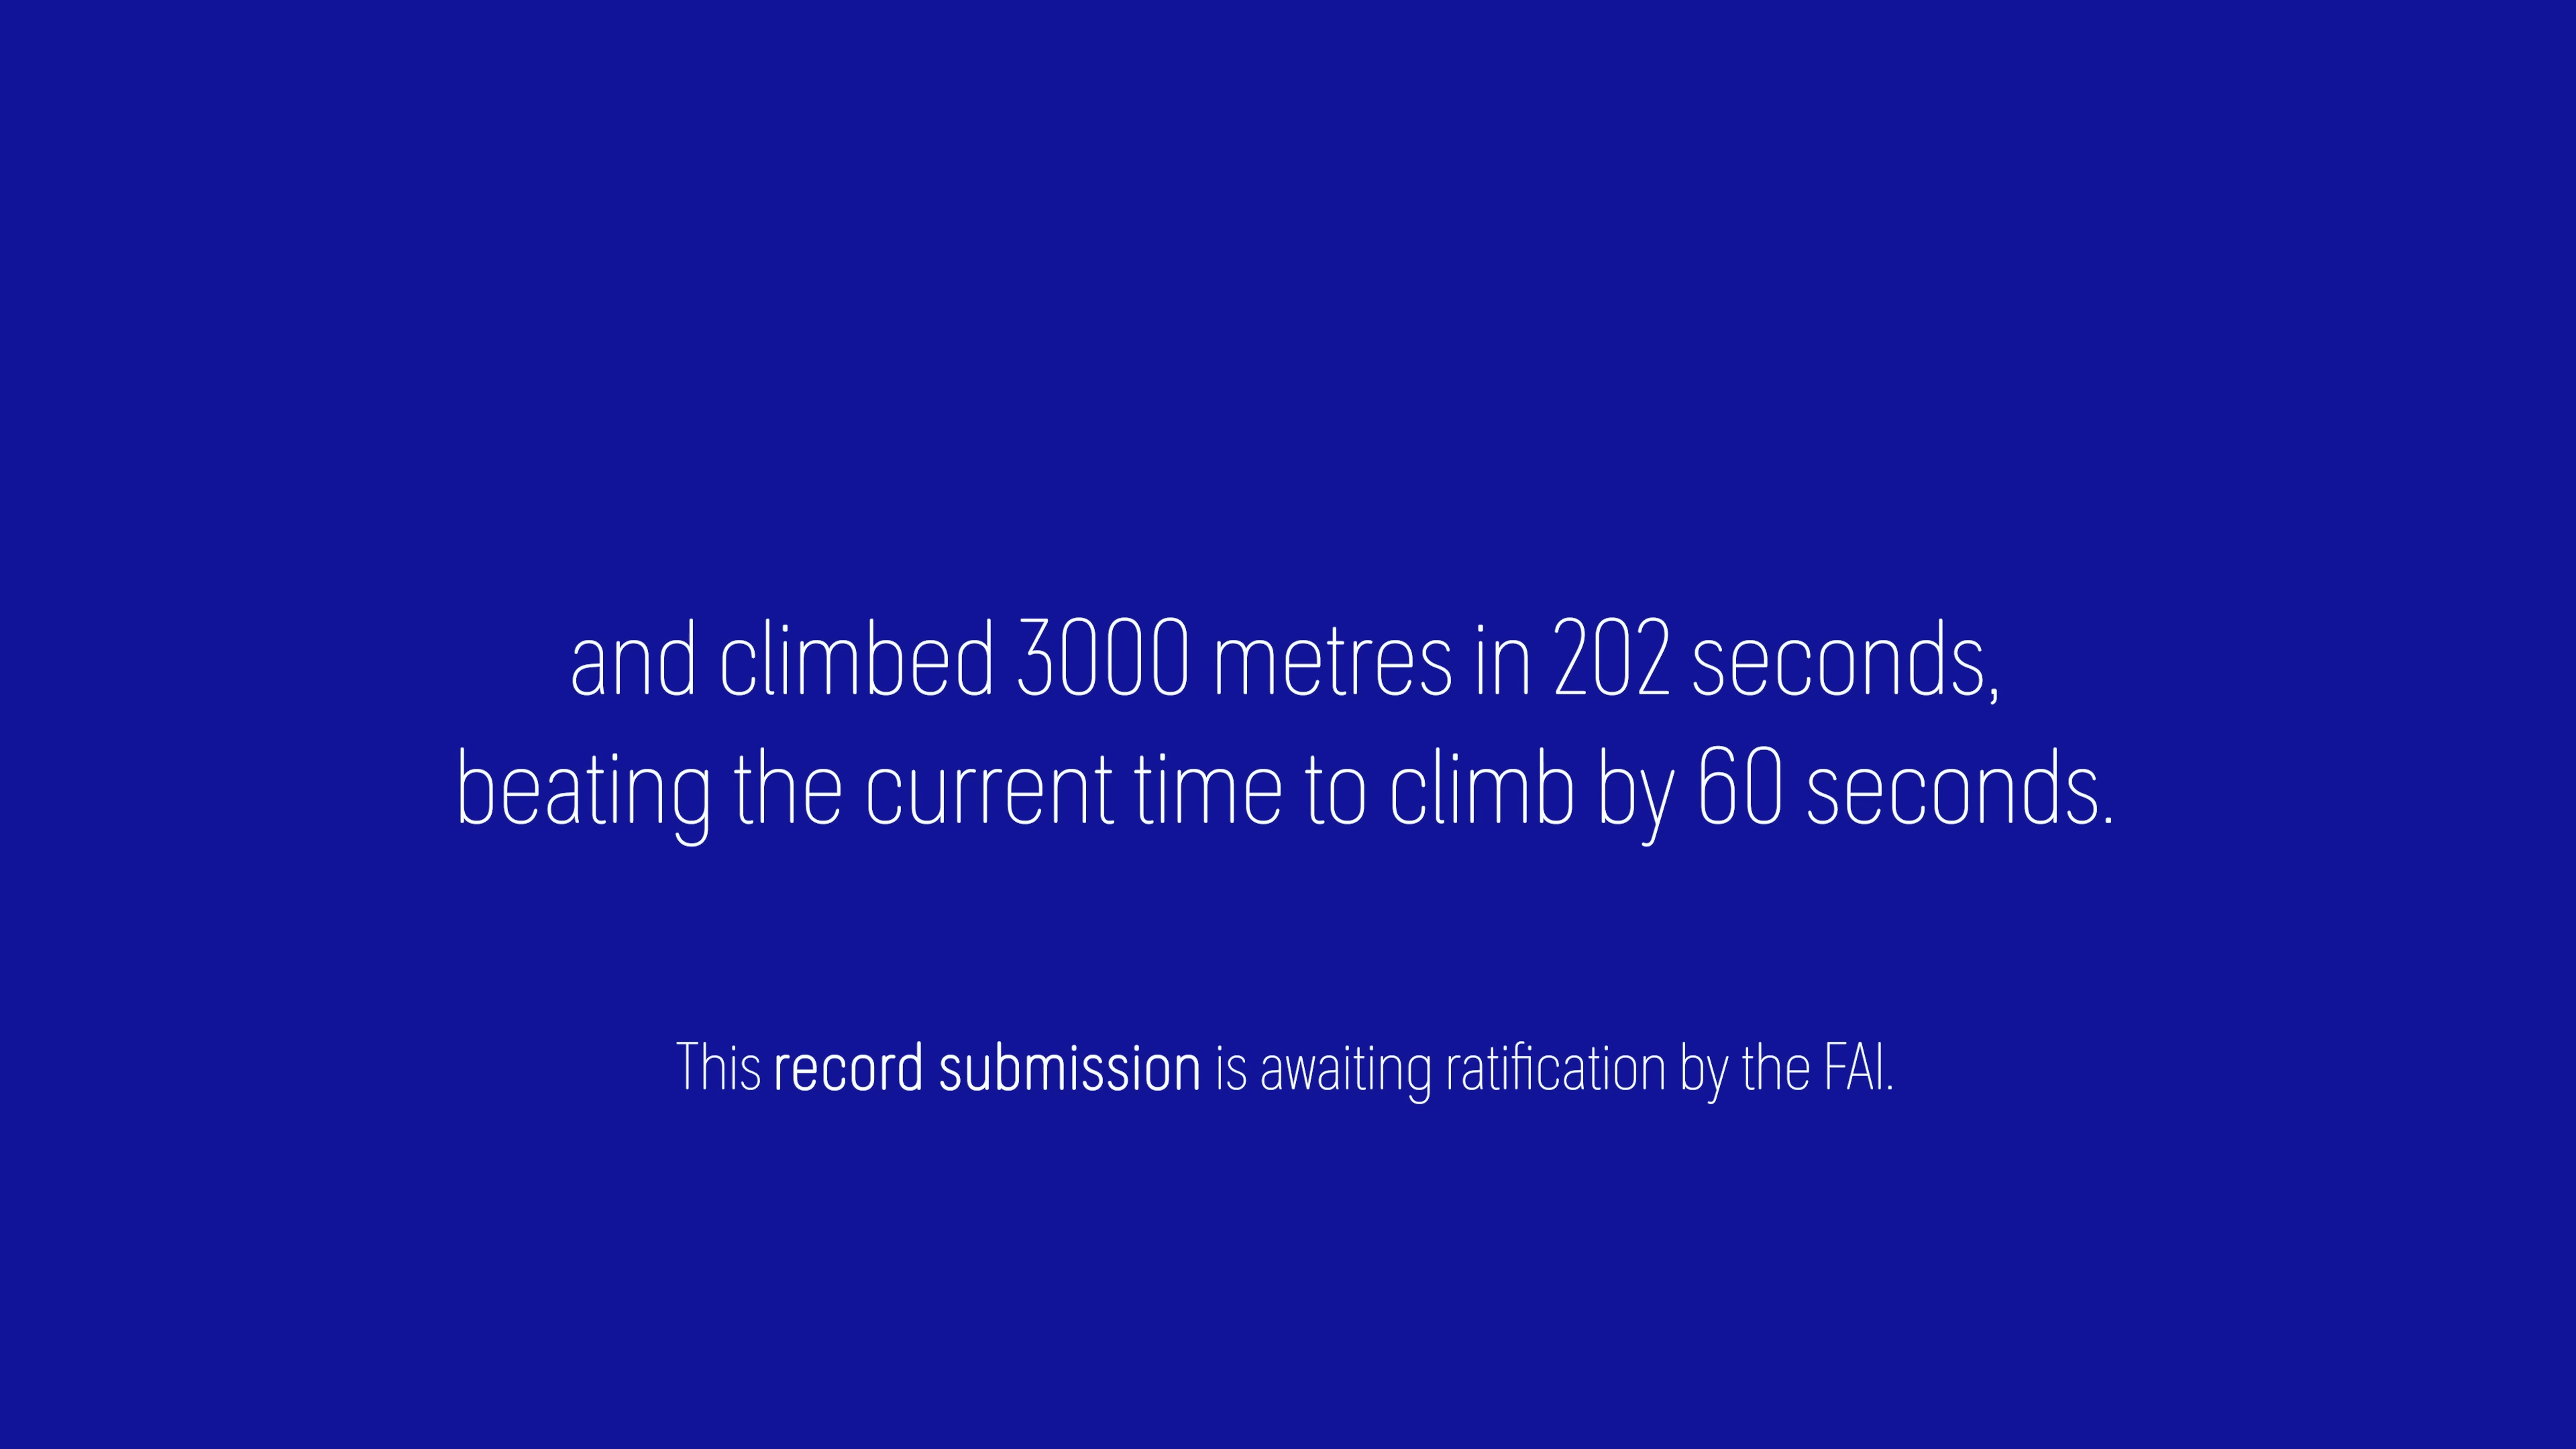 and climbed 3000 metres in 202 seconds,
beating the current time to climb by 60 seconds.
This record submission is awaiting ratification by the FAI.